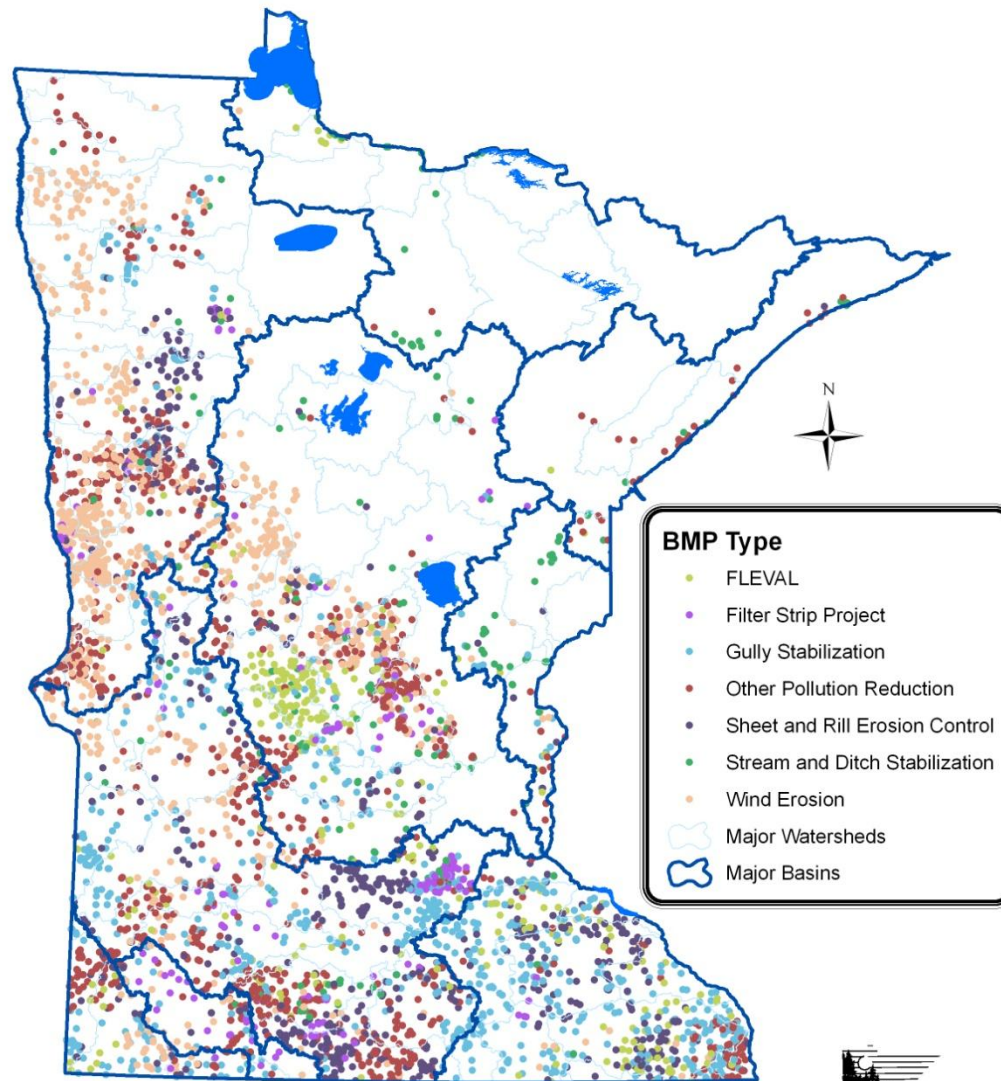 N
BMP Type
FLEVAL
Filter Strip Project
Gully Stabilization
Other Pollution Reduction
Sheet and Rill Erosion Control
Stream and Ditch Stabilization
Wind Erosion
Major Watersheds
Major Basins